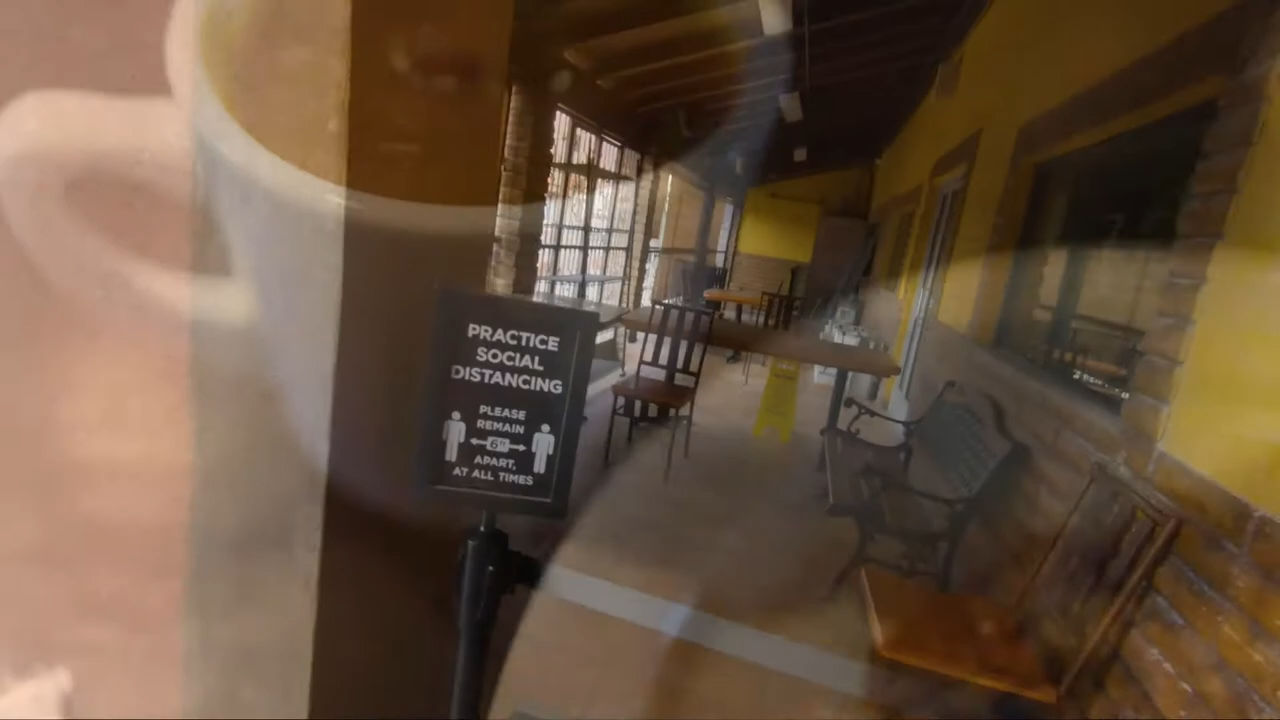 PRACTICE
SOCIAL
DISTANCING
PLEASE
REMAIN
6ft
APART,
AT ALL TIMES